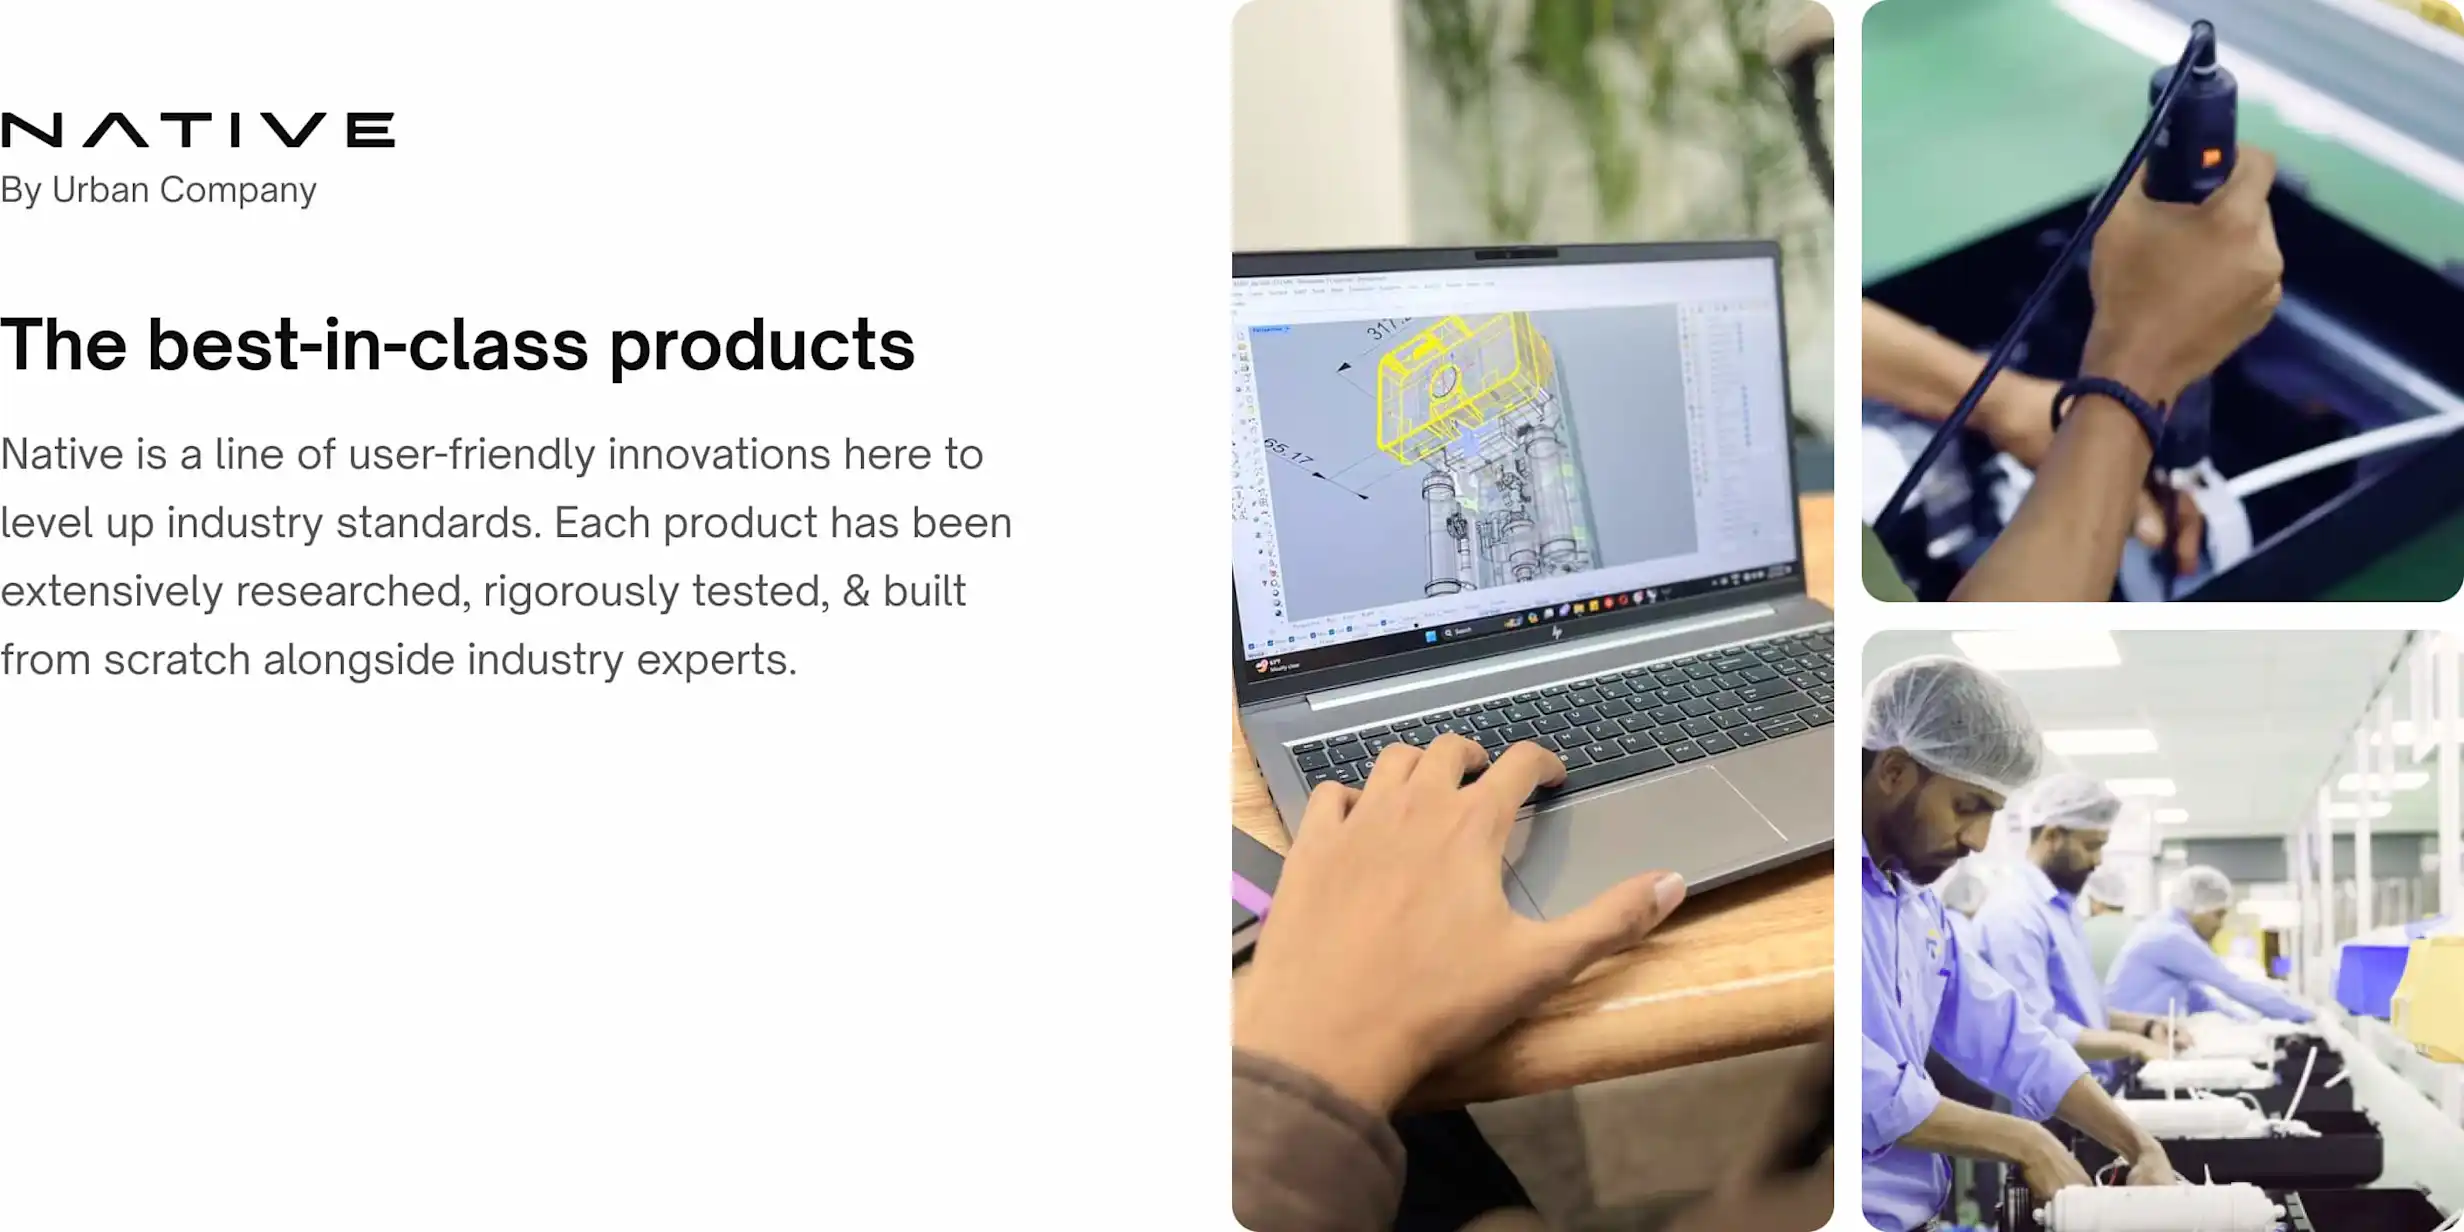 NATIVE
By Urban Company
The best-in-class products
Native is a line of user-friendly innovations here to
level up industry standards. Each product has been
extensively researched, rigorously tested, & built
from scratch alongside industry experts.
65.17
Search